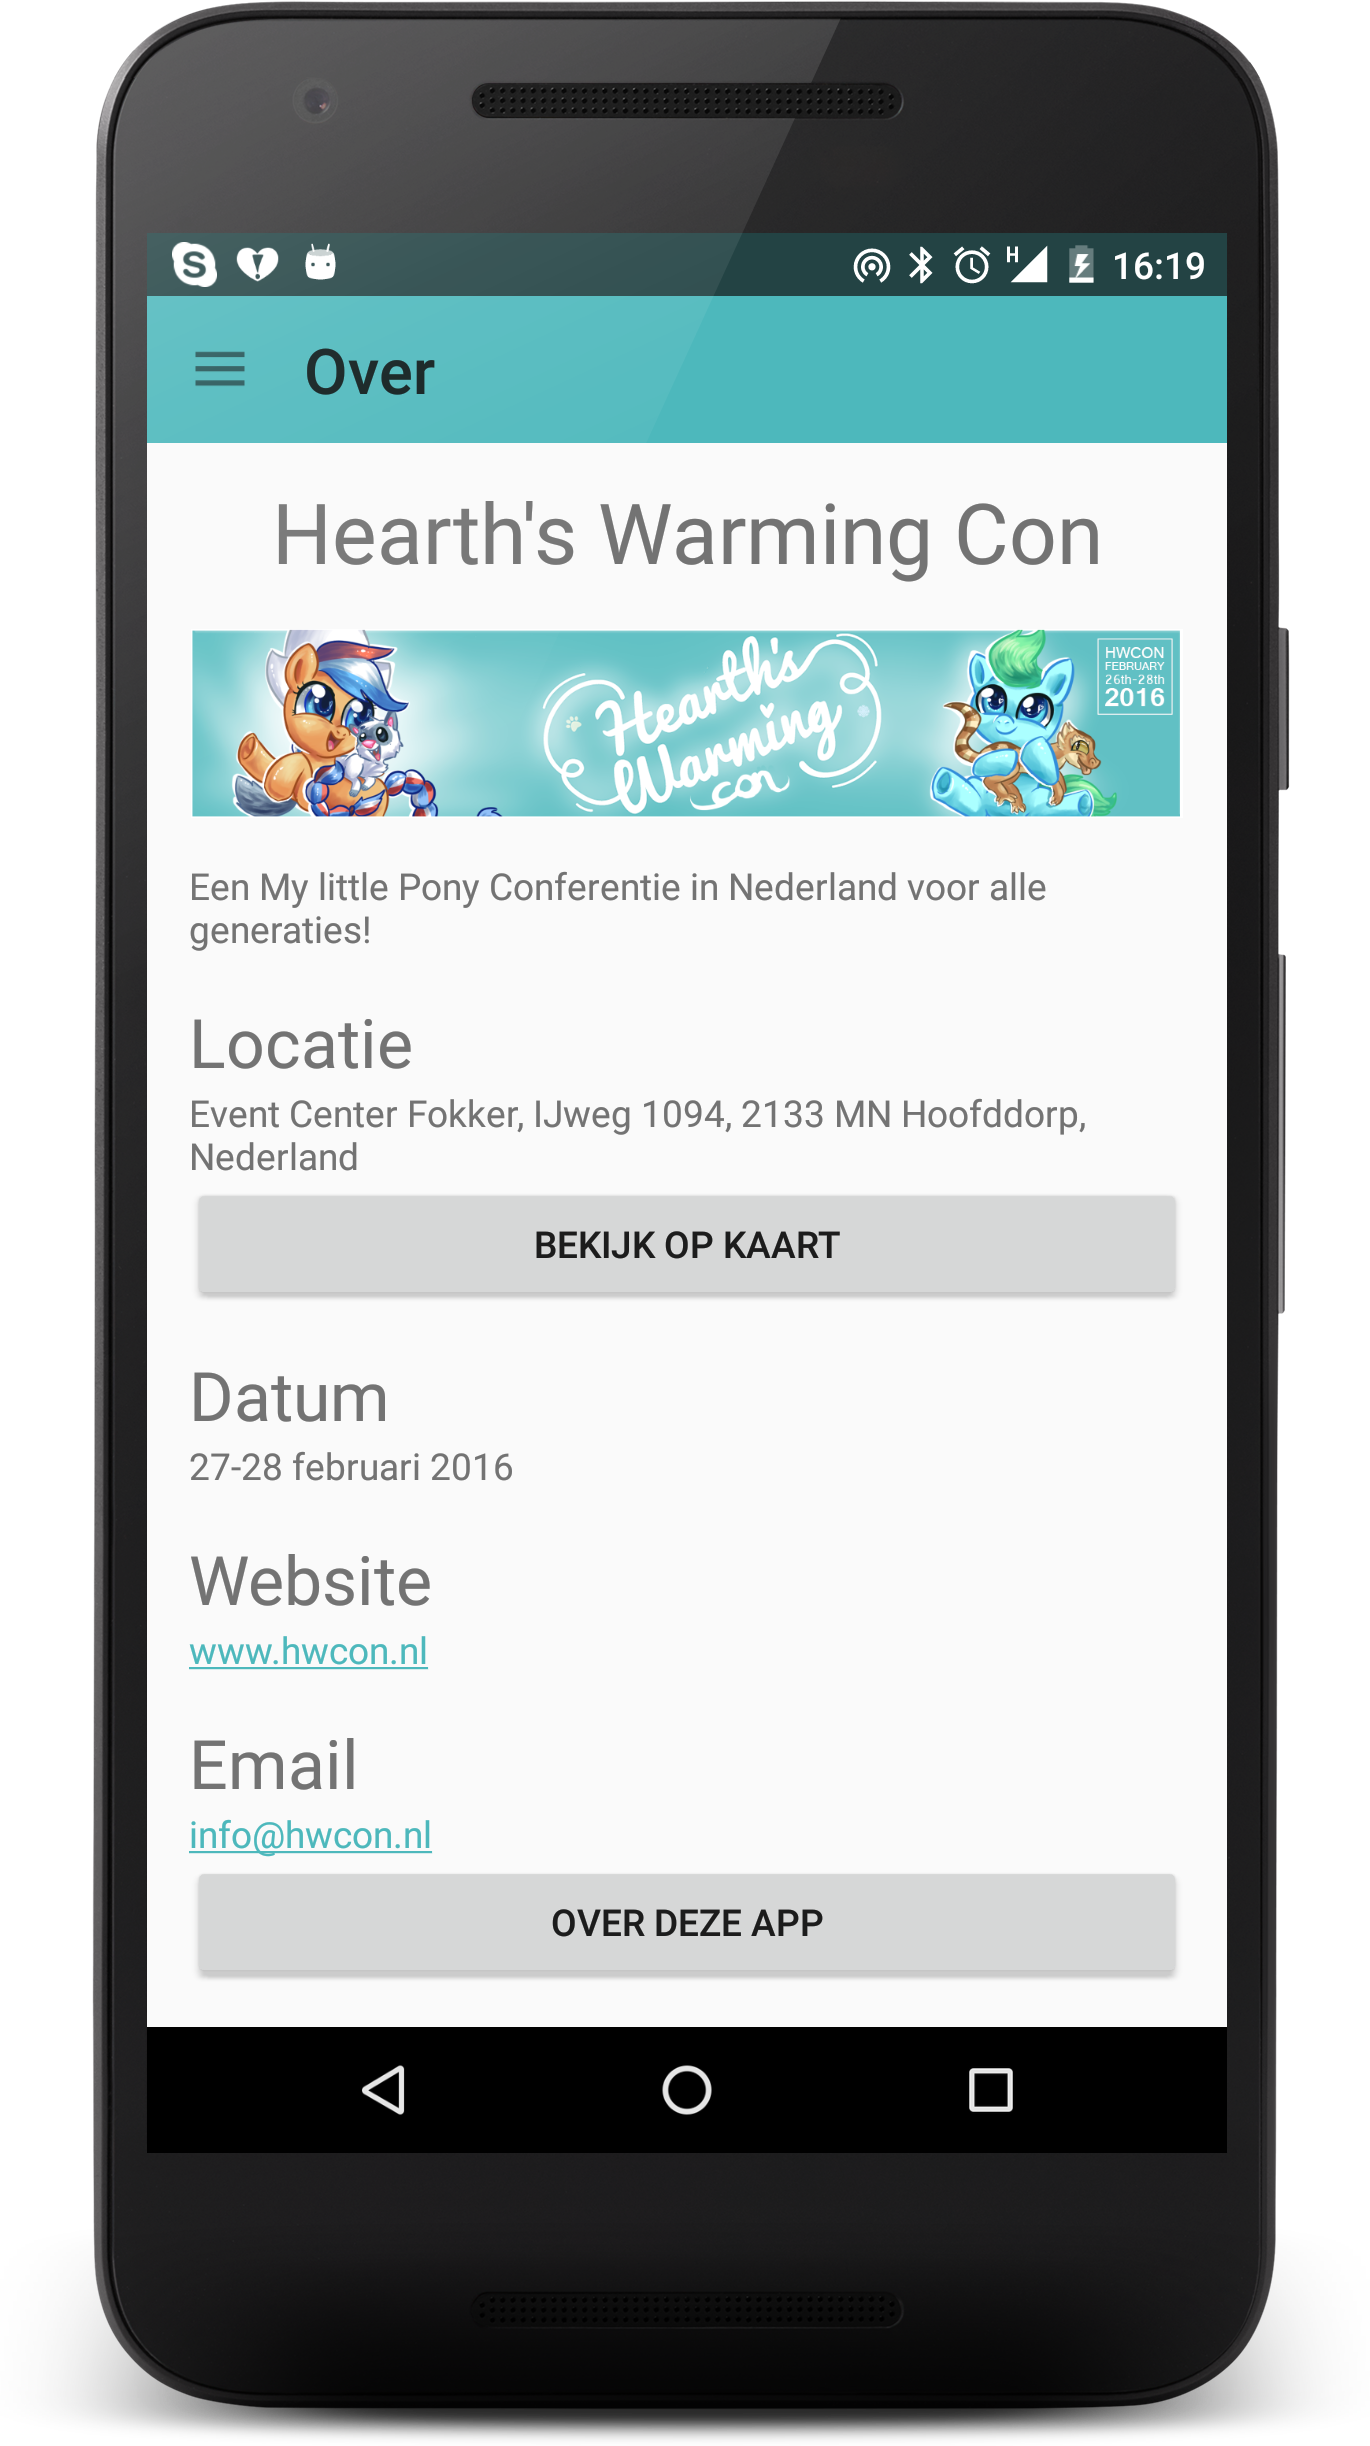 16:19
Over
Hearth's Warming Con
Hearth's
Warming
con
HWCON
FEBRUARY
26th-28th
2016
Een My little Pony Conferentie in Nederland voor alle
generaties!
Locatie
Event Center Fokker, IJweg 1094, 2133 MN Hoofddorp,
Nederland
BEKIJK OP KAART
Datum
27-28 februari 2016
Website
www.hwcon.nl
Email
info@hwcon.nl
OVER DEZE APP